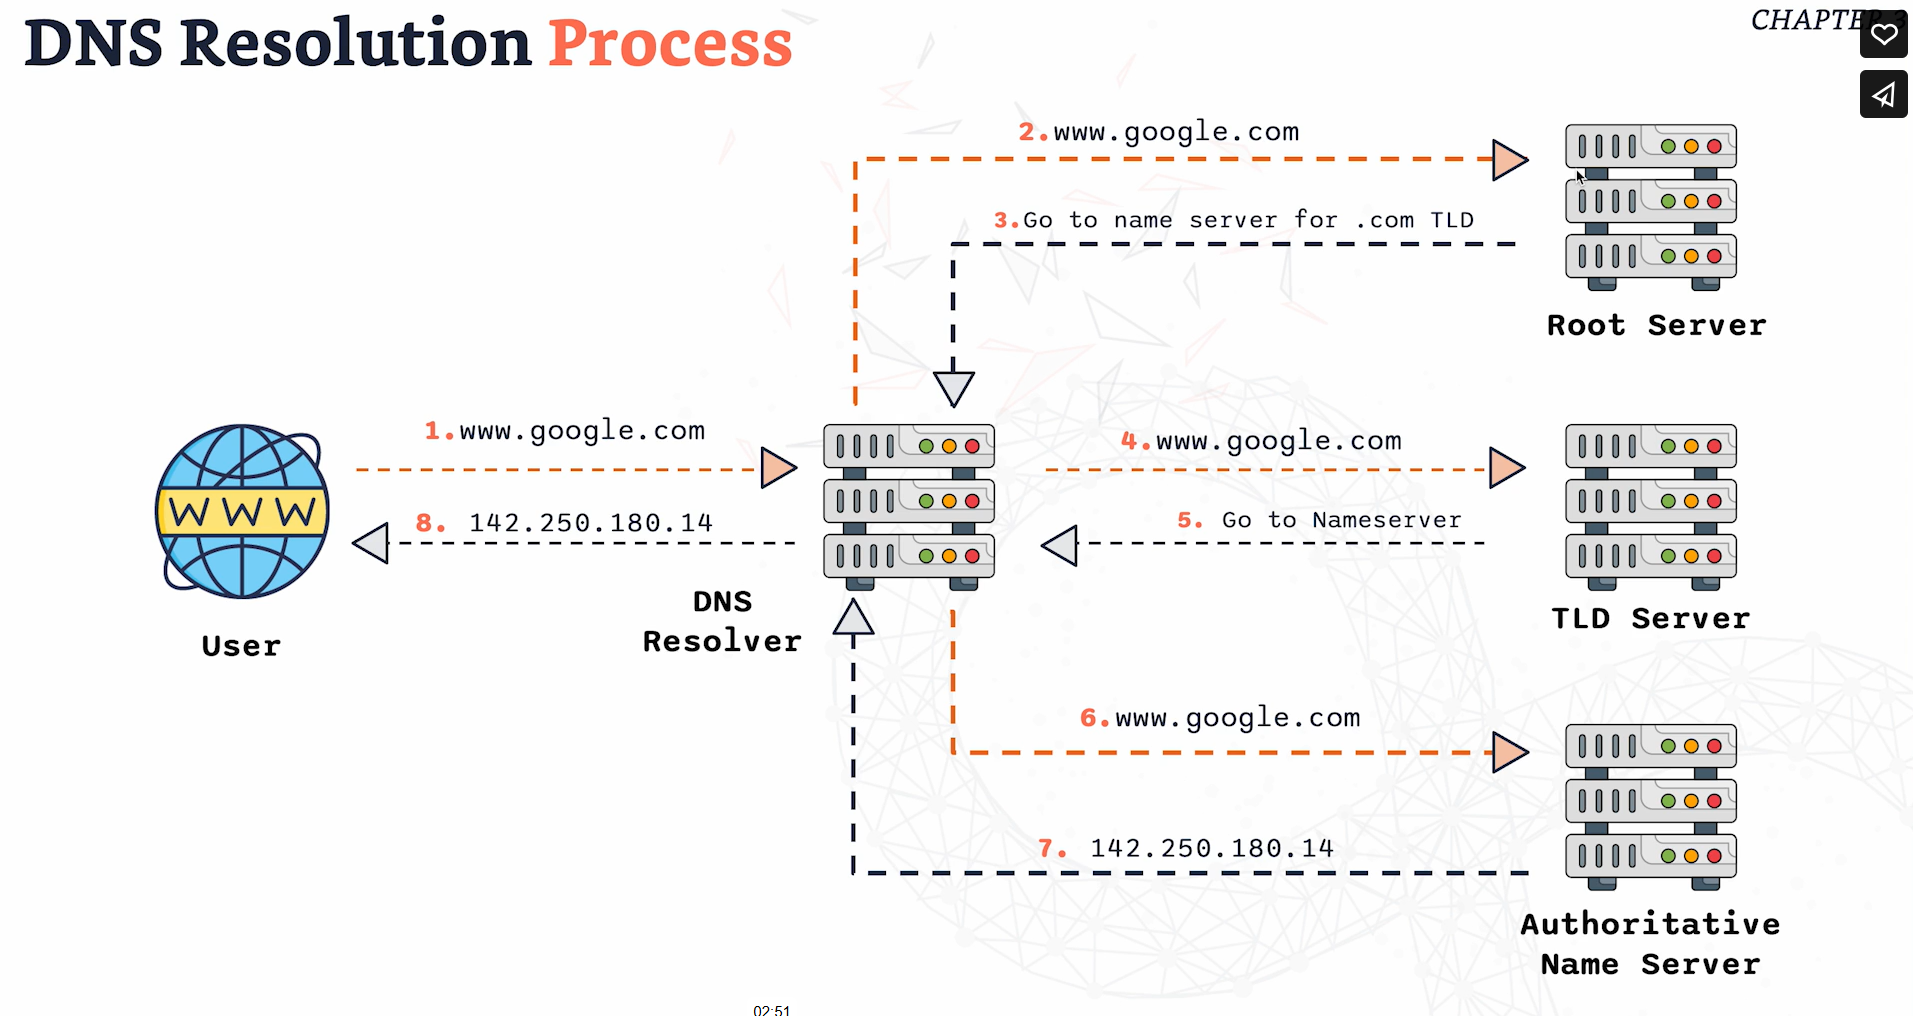 DNS Resolution Process
CHAPTER 3
2.www.google.com
3.Go to name server for .com TLD
Root Server
1.www.google.com
4.www.google.com
WWW
8. 142.250.180.14
5. Go to Nameserver
DNS
Resolver
User
TLD Server
6.www.google.com
7. 142.250.180.14
Authoritative
Name Server
02:51